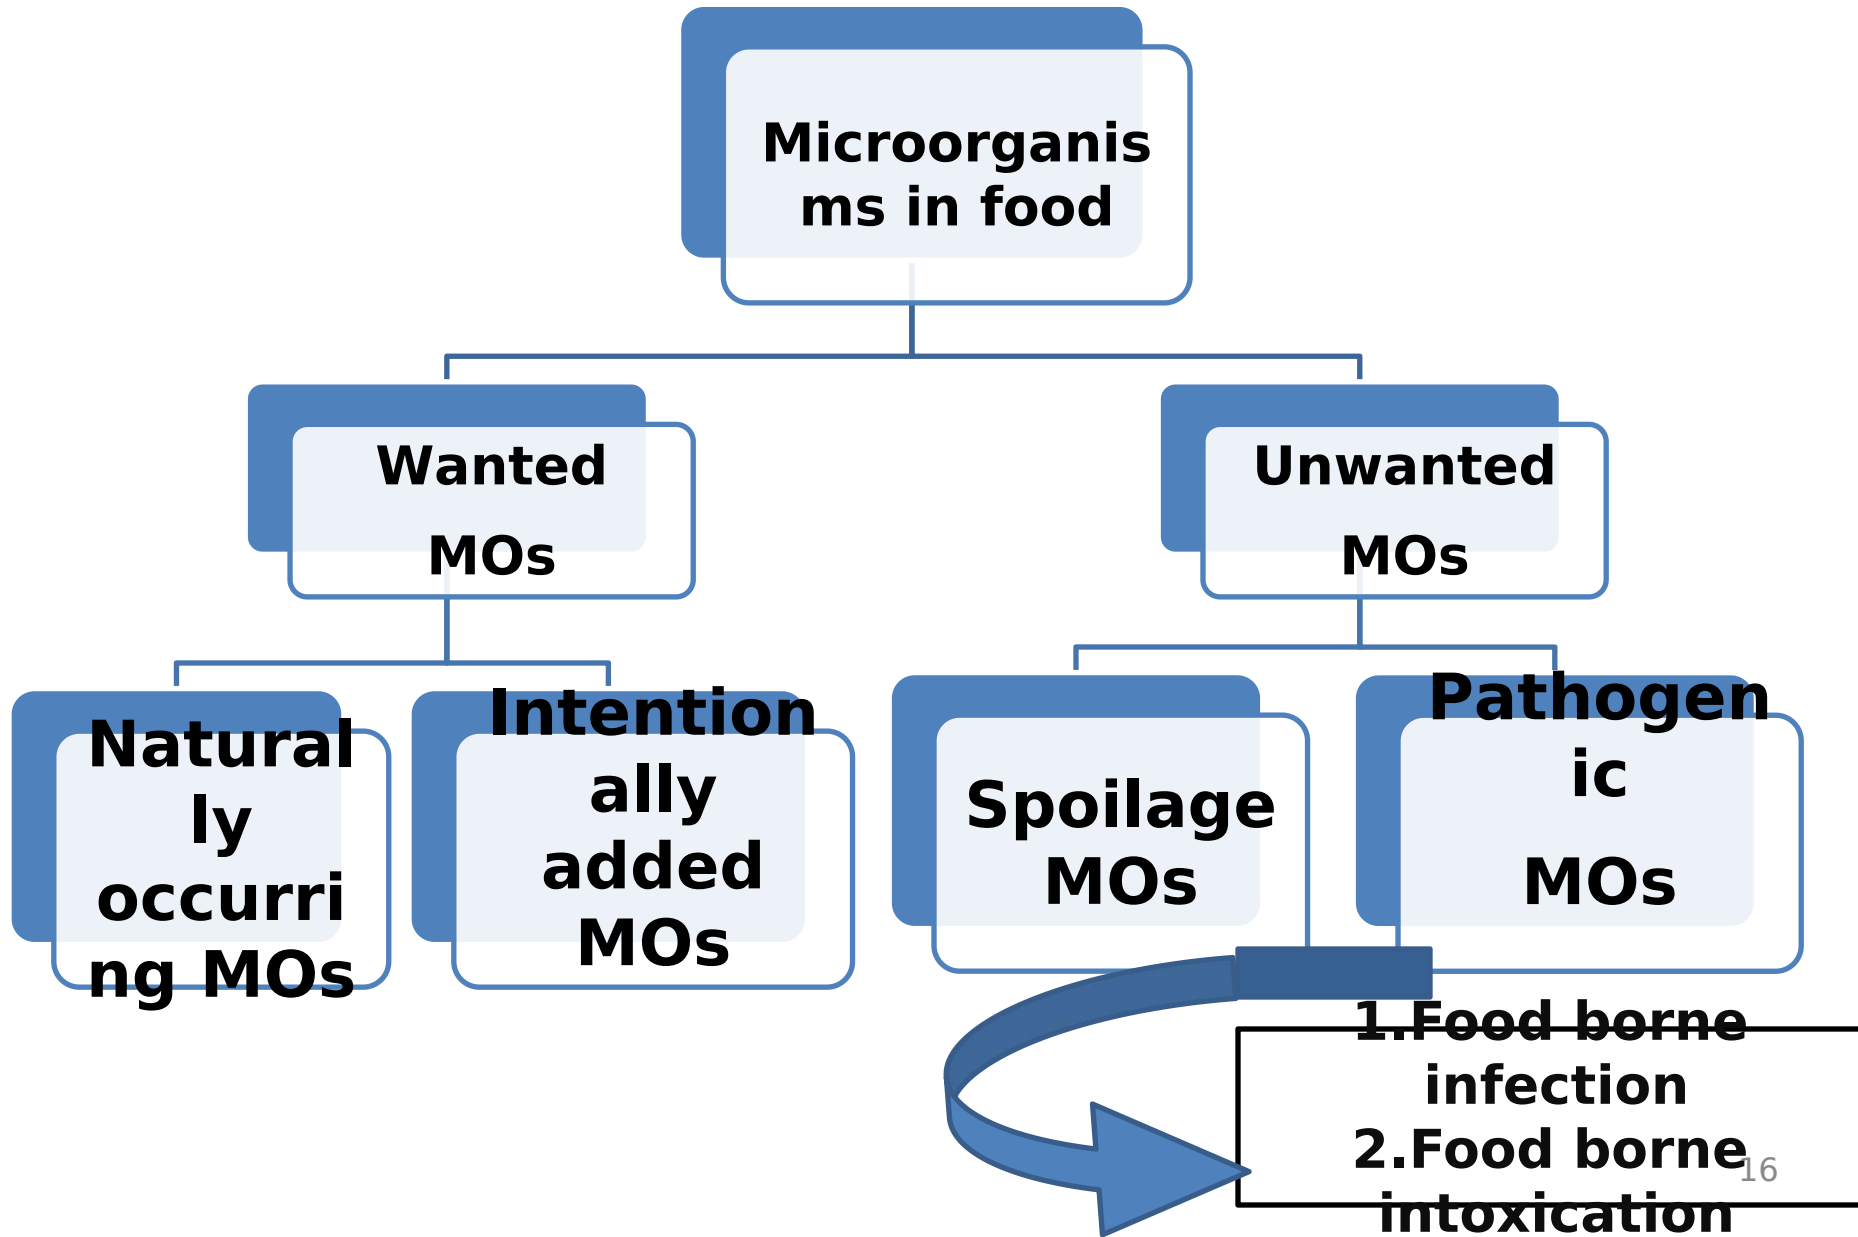 Microorganis
ms in food
Wanted
MOs
Unwanted
MOs
Natural
ly
occurri
ng MOs
Intention
ally
added
MOs
Spoilage
MOs
Pathogen
ic
MOs
1.Food borne
infection
2.Food borne
intoxication
16